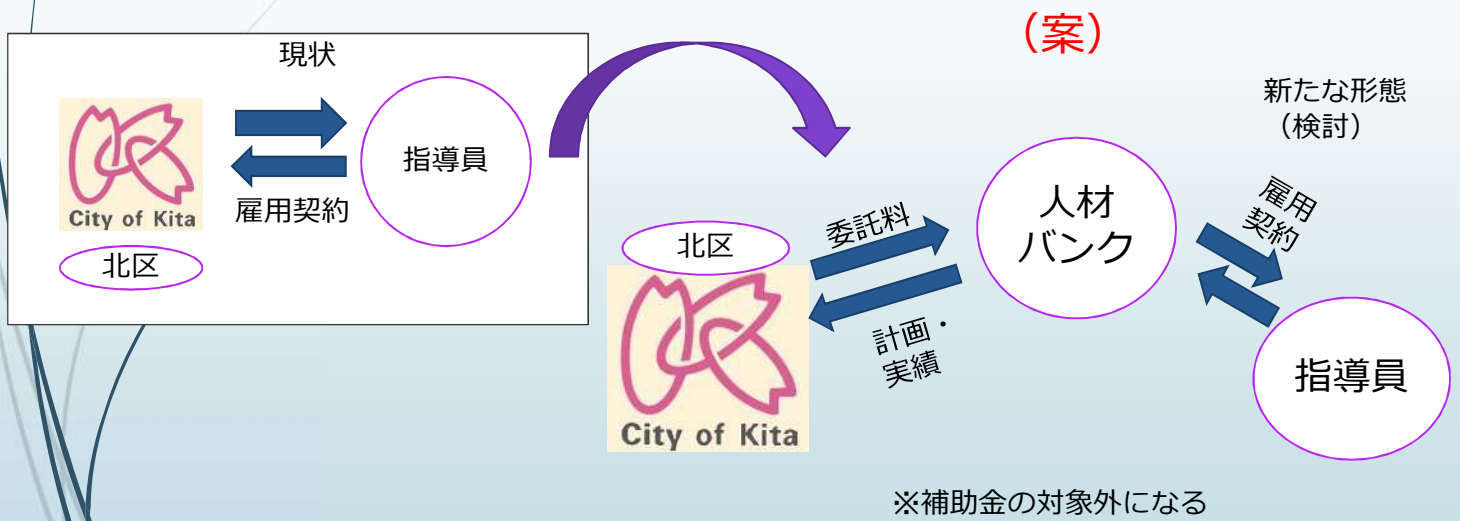 （案）
現状
City of Kita
北区
雇用契約
指導員
新たな形態
（検討）
北区
City of Kita
委託料
計画・
実績
人材
バンク
雇用
契約
指導員
※補助金の対象外になる